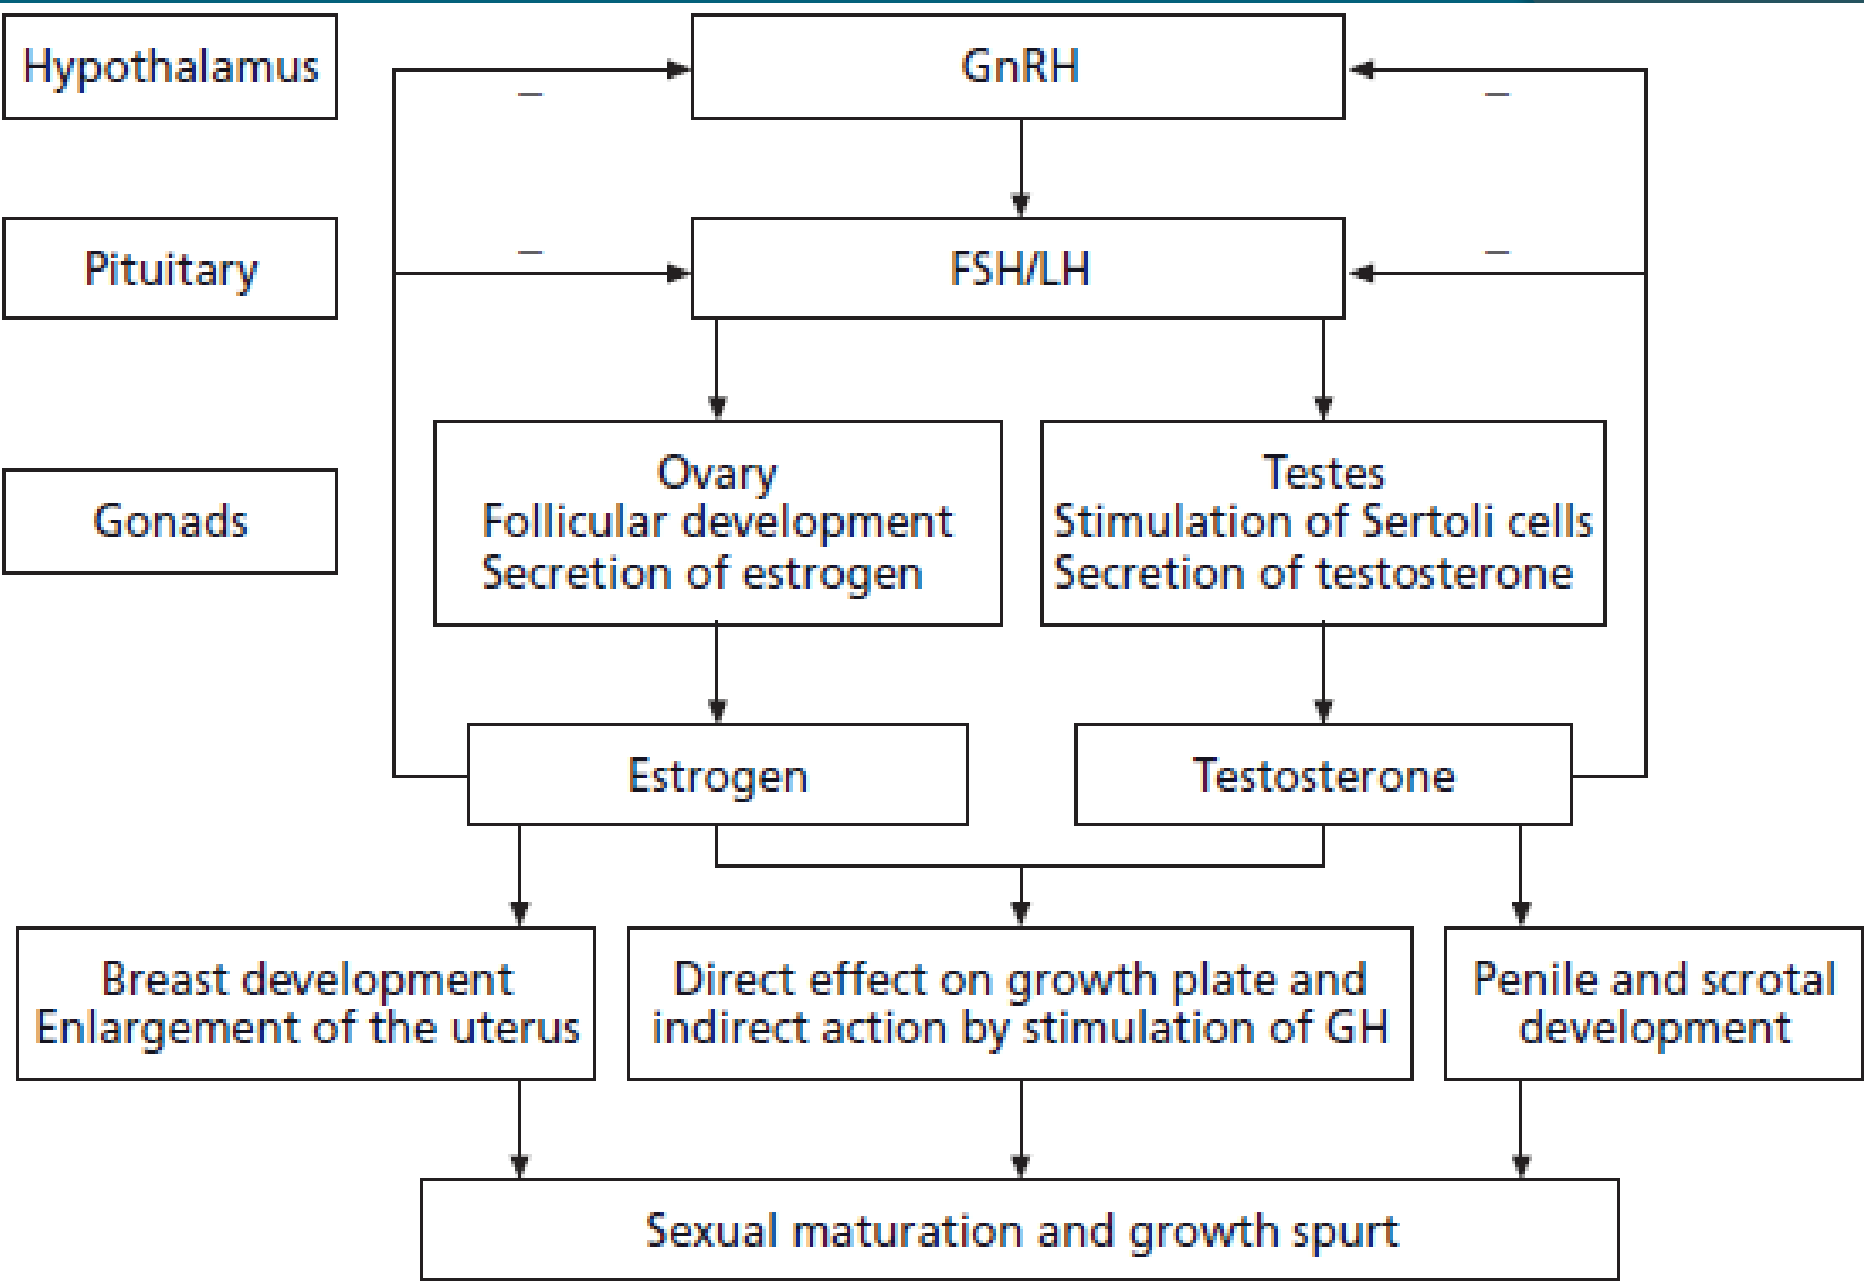 Hypothalamus
GnRH
–
–
Pituitary
FSH/LH
–
–
Gonads
Ovary
Follicular development
Secretion of estrogen
Testes
Stimulation of Sertoli cells
Secretion of testosterone
Estrogen
Testosterone
Breast development
Enlargement of the uterus
Direct effect on growth plate and
indirect action by stimulation of GH
Penile and scrotal
development
Sexual maturation and growth spurt